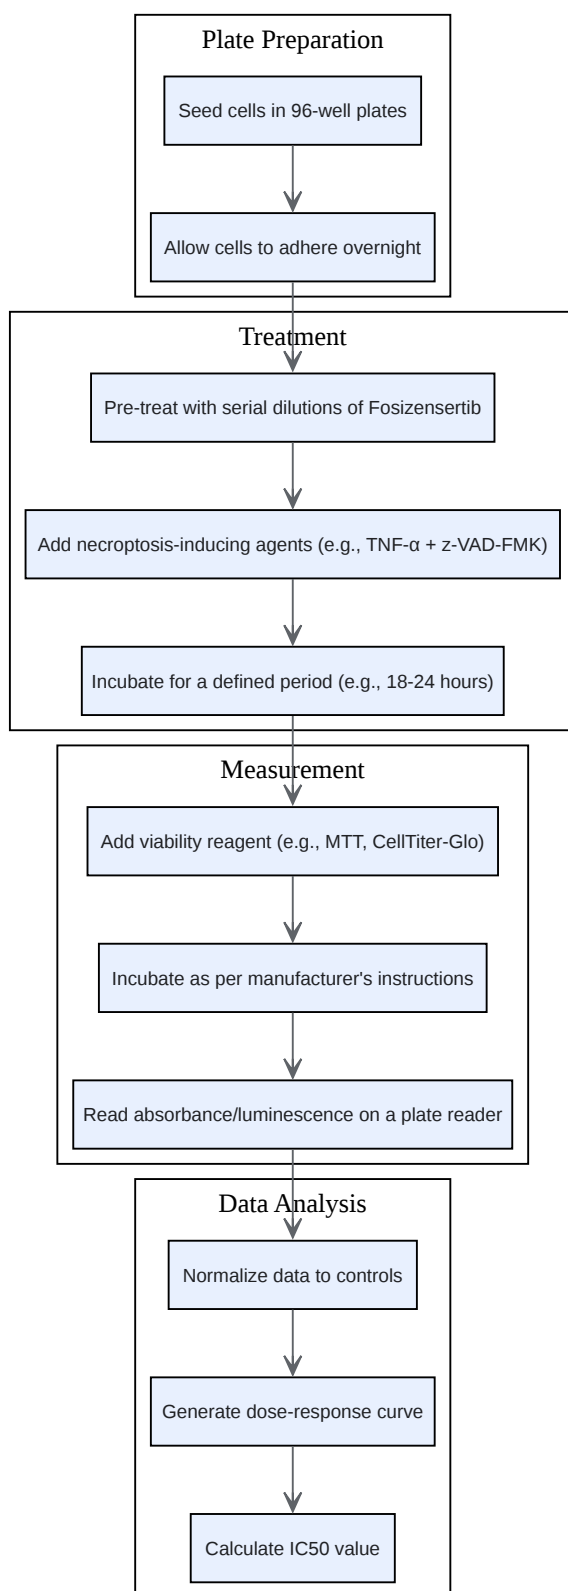 Plate Preparation
Seed cells in 96-well plates
Allow cells to adhere overnight
Treatment
Pre-treat with serial dilutions of Fosizensertib
Add necroptosis-inducing agents (e.g., TNF-α + z-VAD-FMK)
Incubate for a defined period (e.g., 18-24 hours)
Measurement
Add viability reagent (e.g., MTT, CellTiter-Glo)
Incubate as per manufacturer's instructions
Read absorbance/luminescence on a plate reader
Data Analysis
Normalize data to controls
Generate dose-response curve
Calculate IC50 value